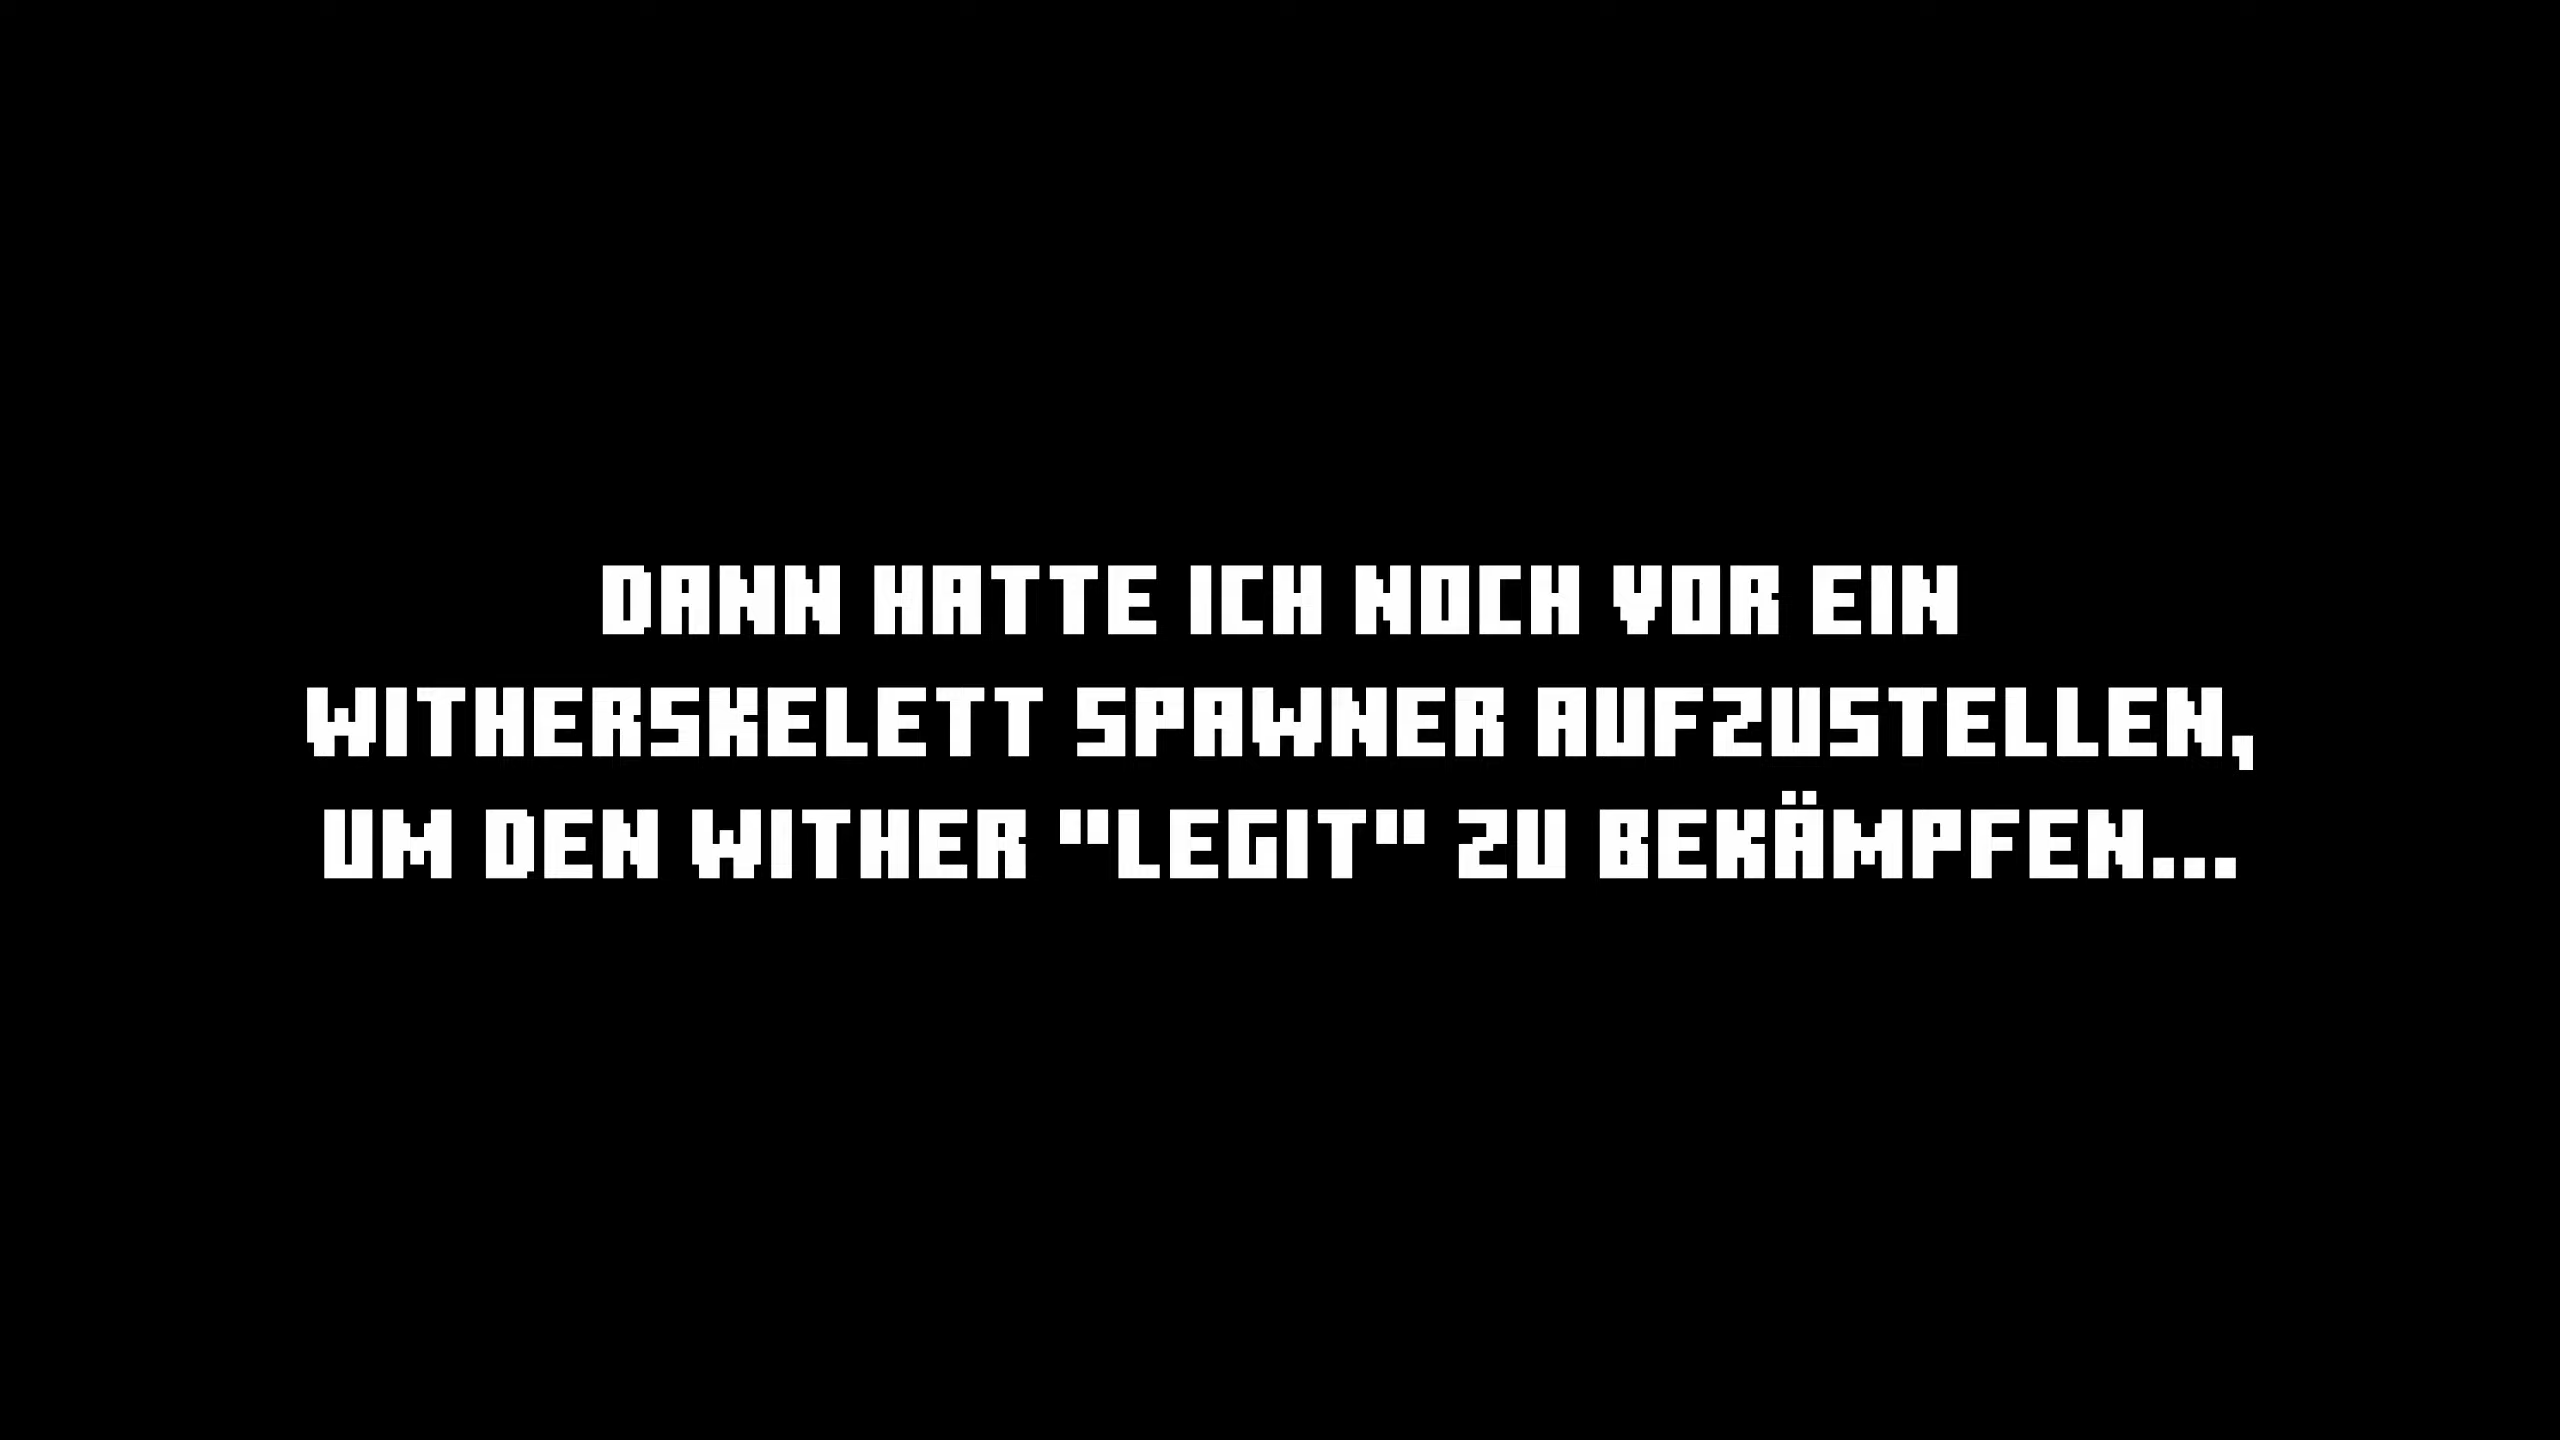 DANN HATTE ICH NOCH VOR EIN
WITHERSKELETT SPAWNER AUFZUSTELLEN,
UM DEN WITHER "LEGIT" ZU BEKÄMPFEN...